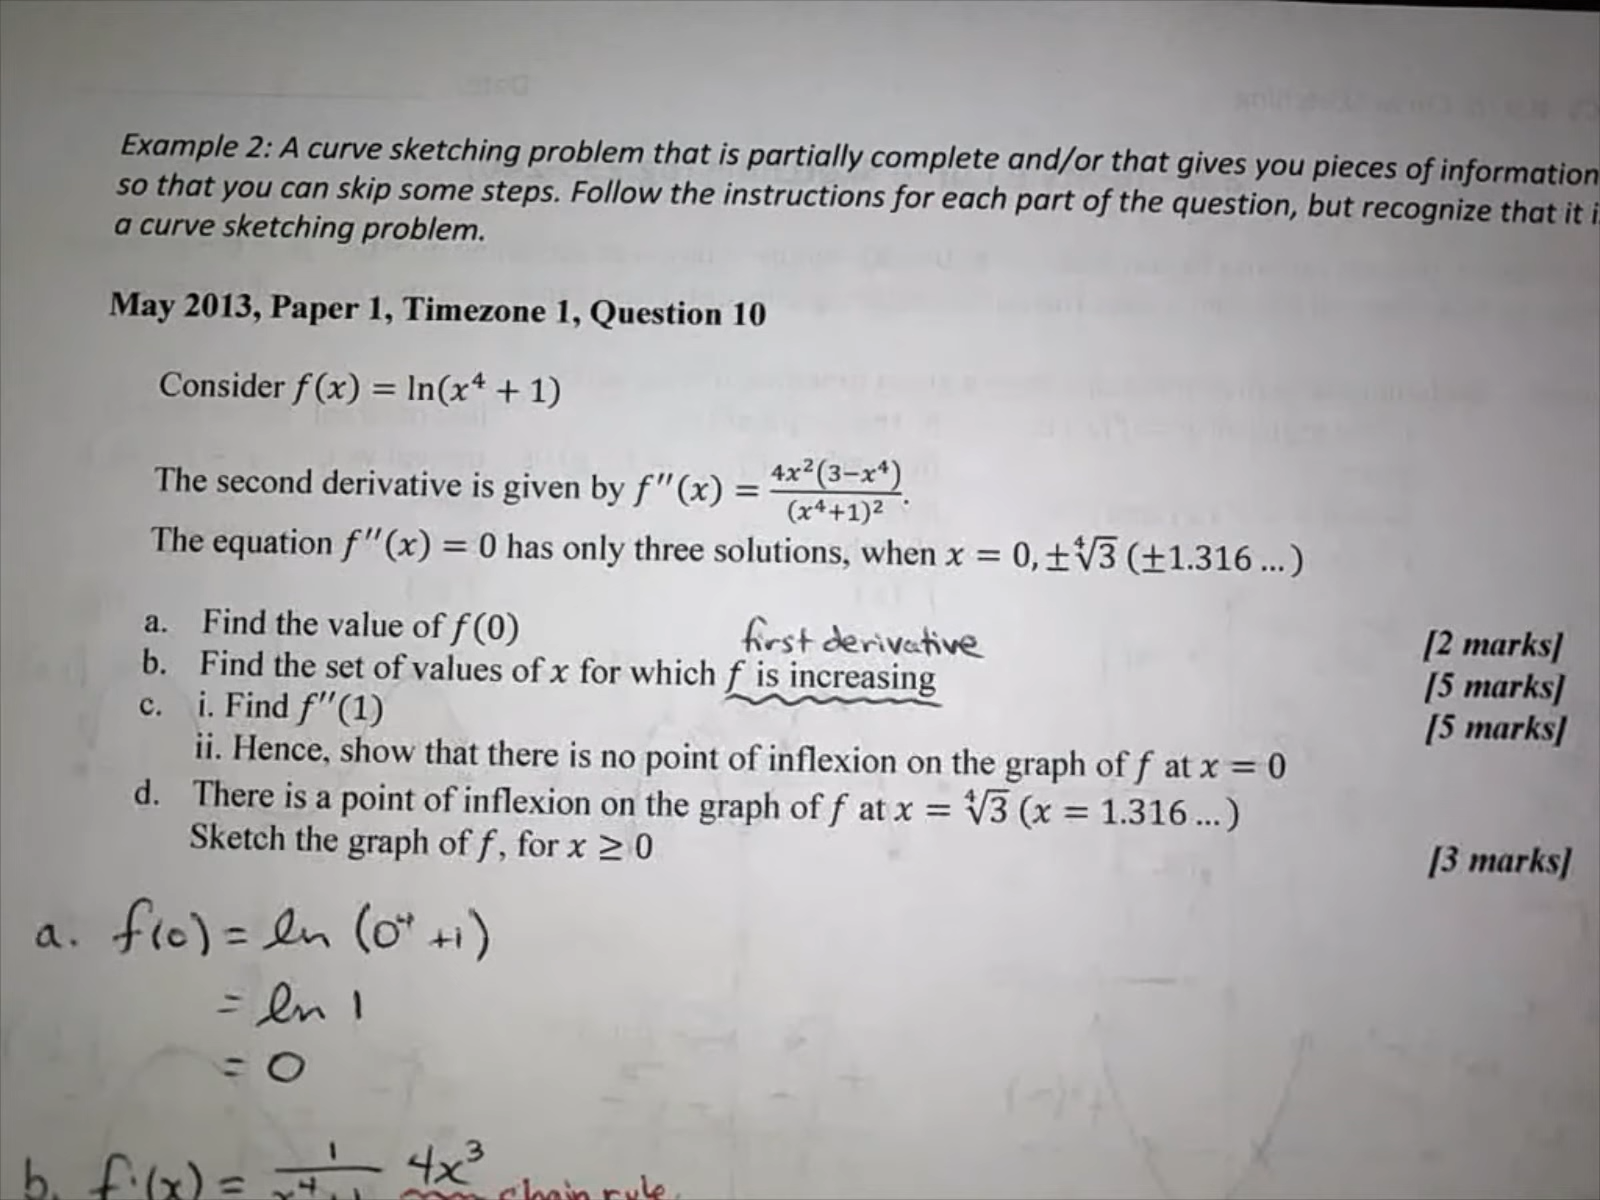 Example 2: A curve sketching problem that is partially complete and/or that gives you pieces of information
so that you can skip some steps. Follow the instructions for each part of the question, but recognize that it i
a curve sketching problem.
May 2013, Paper 1, Timezone 1, Question 10
Consider f(x) = ln(x⁴ + 1)
The second derivative is given by f''(x) = 4x²(3−x⁴)/(x⁴+1)².
The equation f''(x) = 0 has only three solutions, when x = 0, ±∜3 (±1.316 ...)
a. Find the value of f(0) [2 marks]
first derivative
b. Find the set of values of x for which f is increasing [5 marks]
c. i. Find f''(1) [5 marks]
ii. Hence, show that there is no point of inflexion on the graph of f at x = 0
d. There is a point of inflexion on the graph of f at x = ∜3 (x = 1.316 ...)
Sketch the graph of f, for x ≥ 0 [3 marks]
a. f(0) = ln (0⁴ +1)
= ln 1
= 0
b. f'(x) = 1/(x⁴+1) 4x³
chain rule